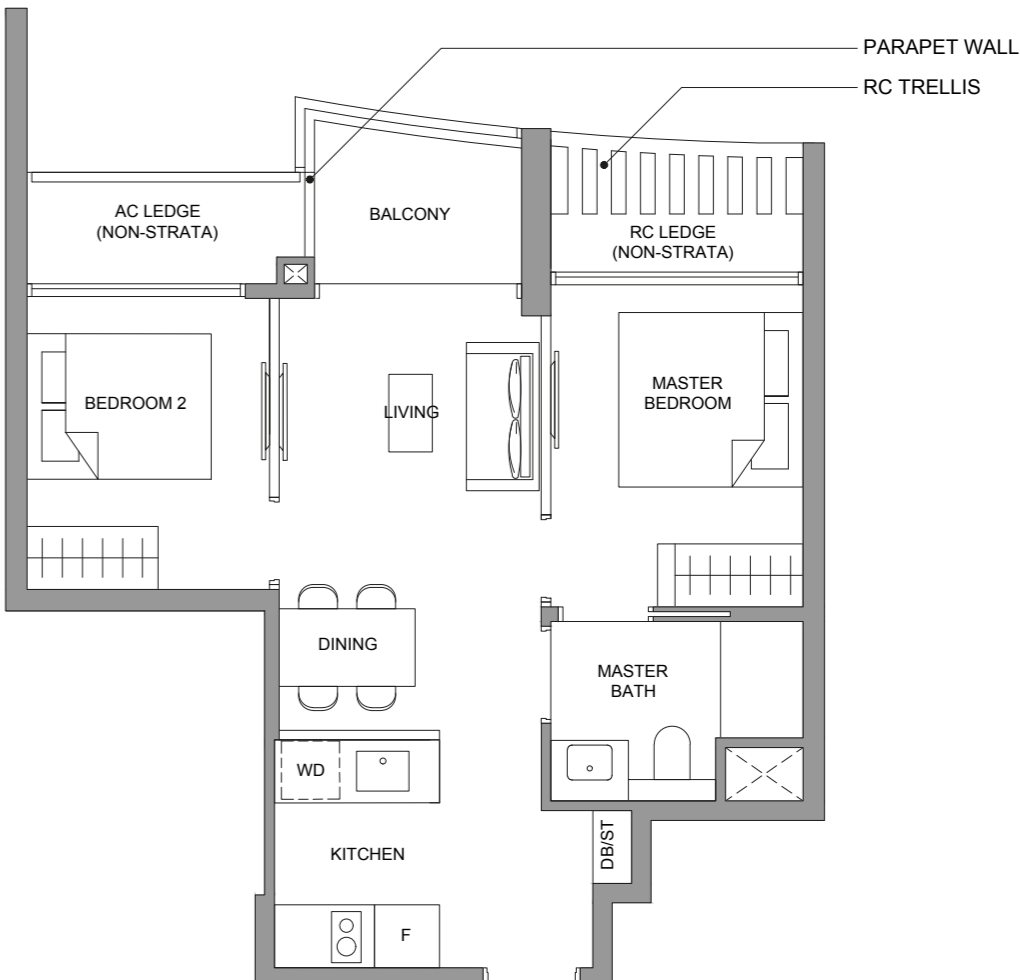 PARAPET WALL
RC TRELLIS
AC LEDGE
(NON-STRATA)
BALCONY
RC LEDGE
(NON-STRATA)
BEDROOM 2
LIVING
MASTER
BEDROOM
DINING
MASTER
BATH
WD
KITCHEN
DB/ST
F